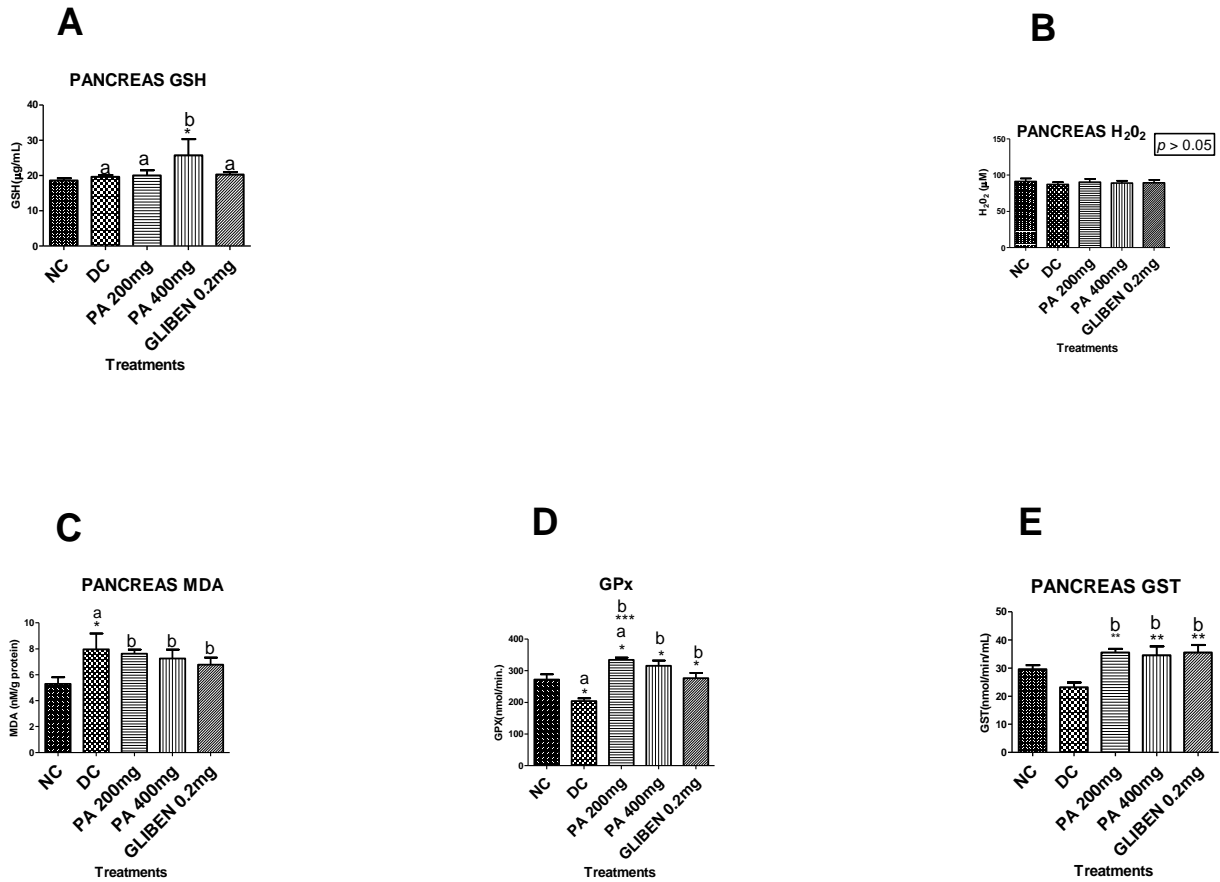 A
PANCREAS GSH
GSH(µg/mL)
40
30
20
10
0
a
a
b
*
a
NC
DC
PA 200mg
PA 400mg
GLIBEN 0.2mg
Treatments
B
PANCREAS H₂0₂
p > 0.05
H₂0₂ (µM)
150
100
50
0
NC
DC
PA 200mg
PA 400mg
GLIBEN 0.2mg
Treatments
C
PANCREAS MDA
MDA (nM/g protein)
10
8
6
4
2
0
a
*
b
b
b
NC
DC
PA 200mg
PA 400mg
GLIBEN 0.2mg
Treatments
D
GPx
GPX(nmol/min.)
400
300
200
100
0
a
*
b
***
a
*
b
*
b
*
NC
DC
PA 200mg
PA 400mg
GLIBEN 0.2mg
Treatments
E
PANCREAS GST
GST(nmol/min/mL)
50
40
30
20
10
0
b
**
b
**
b
**
NC
DC
PA 200mg
PA 400mg
GLIBEN 0.2mg
Treatments